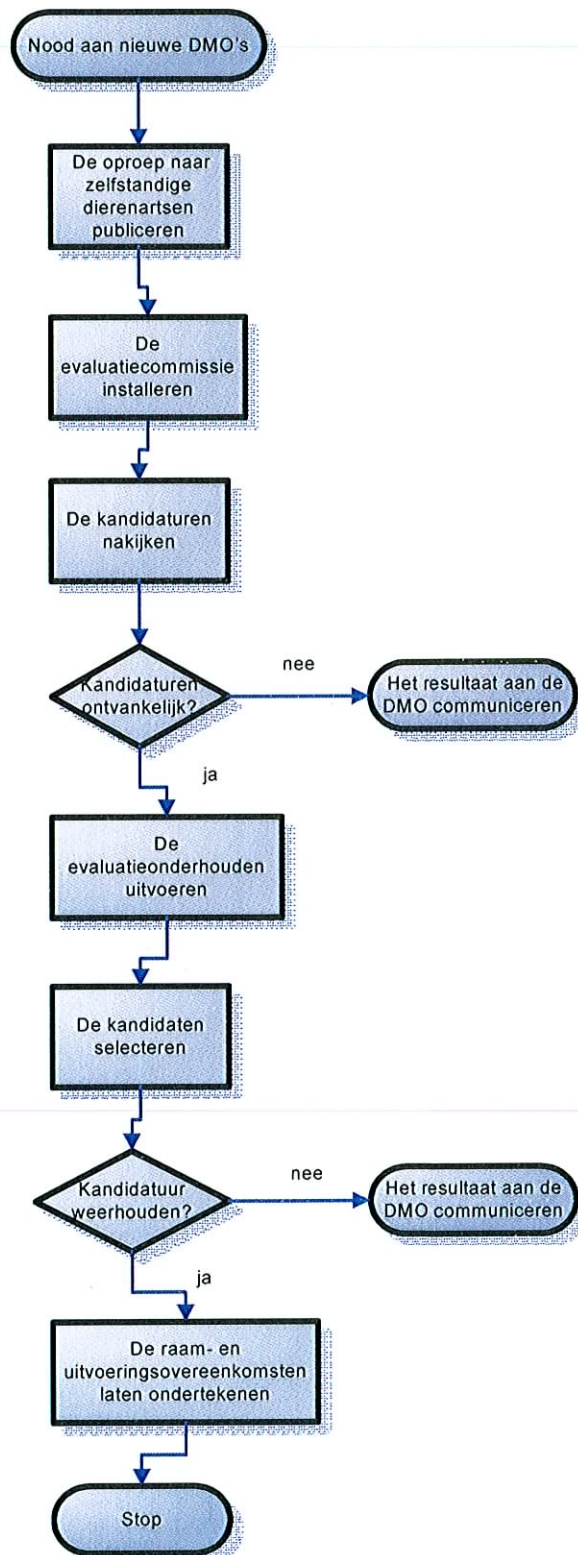 Nood aan nieuwe DMO's
De oproep naar
zelfstandige
dierenartsen
publiceren
De
evaluatiecommissie
installeren
De kandidaturen
nakijken
Kandidaturen
ontvankelijk?
nee
Het resultaat aan de
DMO communiceren
ja
De
evaluatieonderhouden
uitvoeren
De kandidaten
selecteren
Kandidatuur
weerhouden?
nee
Het resultaat aan de
DMO communiceren
ja
De raam- en
uitvoeringsovereenkomsten
laten ondertekenen
Stop